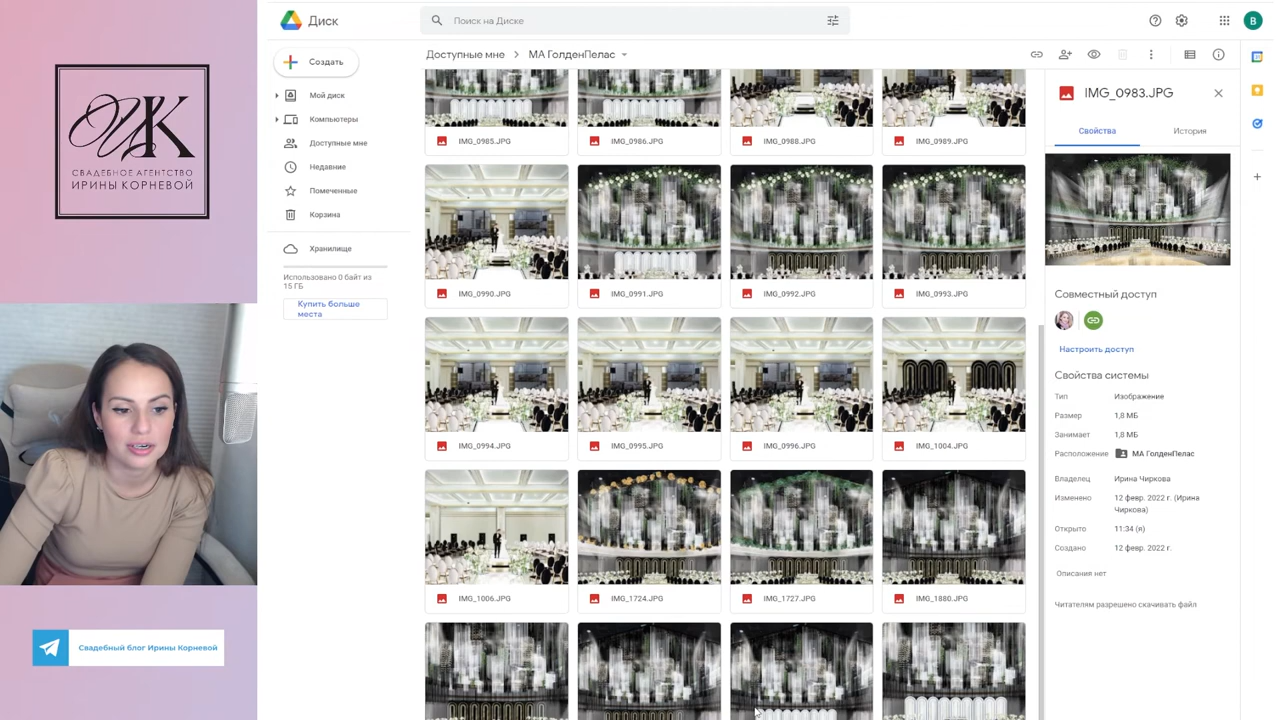 Диск
Поиск на Диске
В
Создать
Мой диск
Компьютеры
Доступные мне
Недавние
Помеченные
Корзина
Хранилище
Использовано 0 байт из
15 ГБ
Купить больше
места
Доступные мне
МА ГолденПелас
IMG_0985.JPG
IMG_0986.JPG
IMG_0988.JPG
IMG_0989.JPG
IMG_0990.JPG
IMG_0991.JPG
IMG_0992.JPG
IMG_0993.JPG
IMG_0994.JPG
IMG_0995.JPG
IMG_0996.JPG
IMG_1004.JPG
IMG_1006.JPG
IMG_1724.JPG
IMG_1727.JPG
IMG_1880.JPG
IMG_0983.JPG
Свойства
История
Совместный доступ
Настроить доступ
Свойства системы
Тип Изображение
Размер 1,8 МБ
Занимает 1,8 МБ
Расположение МА ГолденПелас
Владелец Ирина Чиркова
Изменено 12 февр. 2022 г. (Ирина
Чиркова)
Открыто 11:34 (я)
Создано 12 февр. 2022 г.
Описания нет
Читателям разрешено скачивать файл
ИК
СВАДЕБНОЕ АГЕНТСТВО
ИРИНЫ КОРНЕВОЙ
Свадебный блог Ирины Корневой